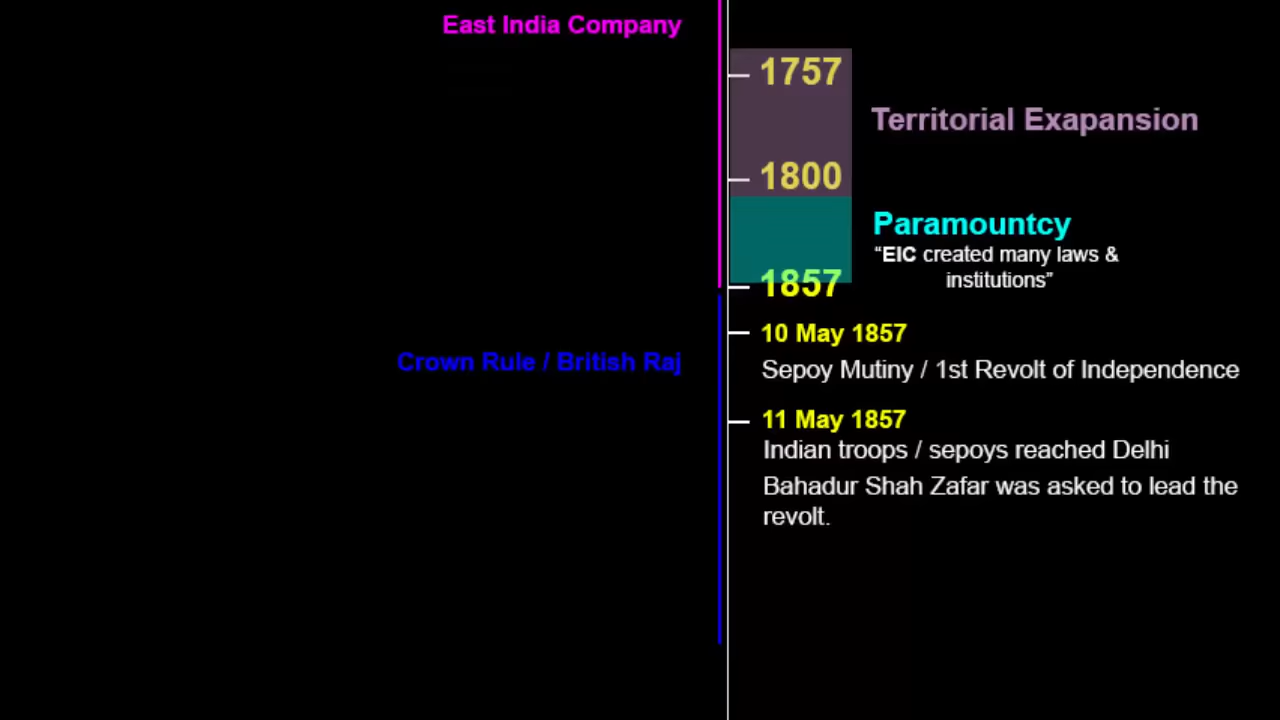 East India Company
1757
Territorial Exapansion
1800
Paramountcy
“EIC created many laws &
institutions”
1857
10 May 1857
Crown Rule / British Raj
Sepoy Mutiny / 1st Revolt of Independence
11 May 1857
Indian troops / sepoys reached Delhi
Bahadur Shah Zafar was asked to lead the
revolt.